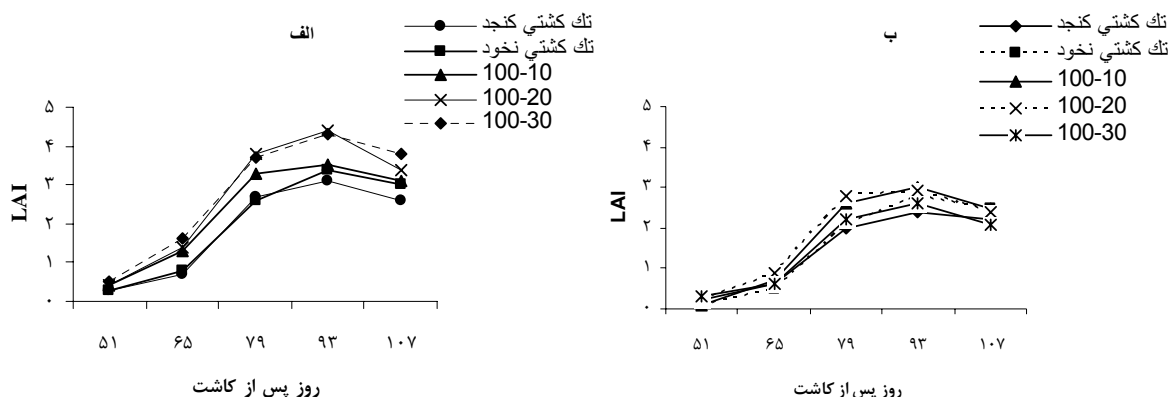 الف
تك كشتي كنجد
تك كشتي نخود
100-10
100-20
100-30
LAI
۵
۴
۳
۲
۱
۰
۵۱ ۶۵ ۷۹ ۹۳ ۱۰۷
روز پس از كاشت
ب
تك كشتي كنجد
تك كشتي نخود
100-10
100-20
100-30
LAI
۵
۴
۳
۲
۱
۰
۵۱ ۶۵ ۷۹ ۹۳ ۱۰۷
روز پس از كاشت